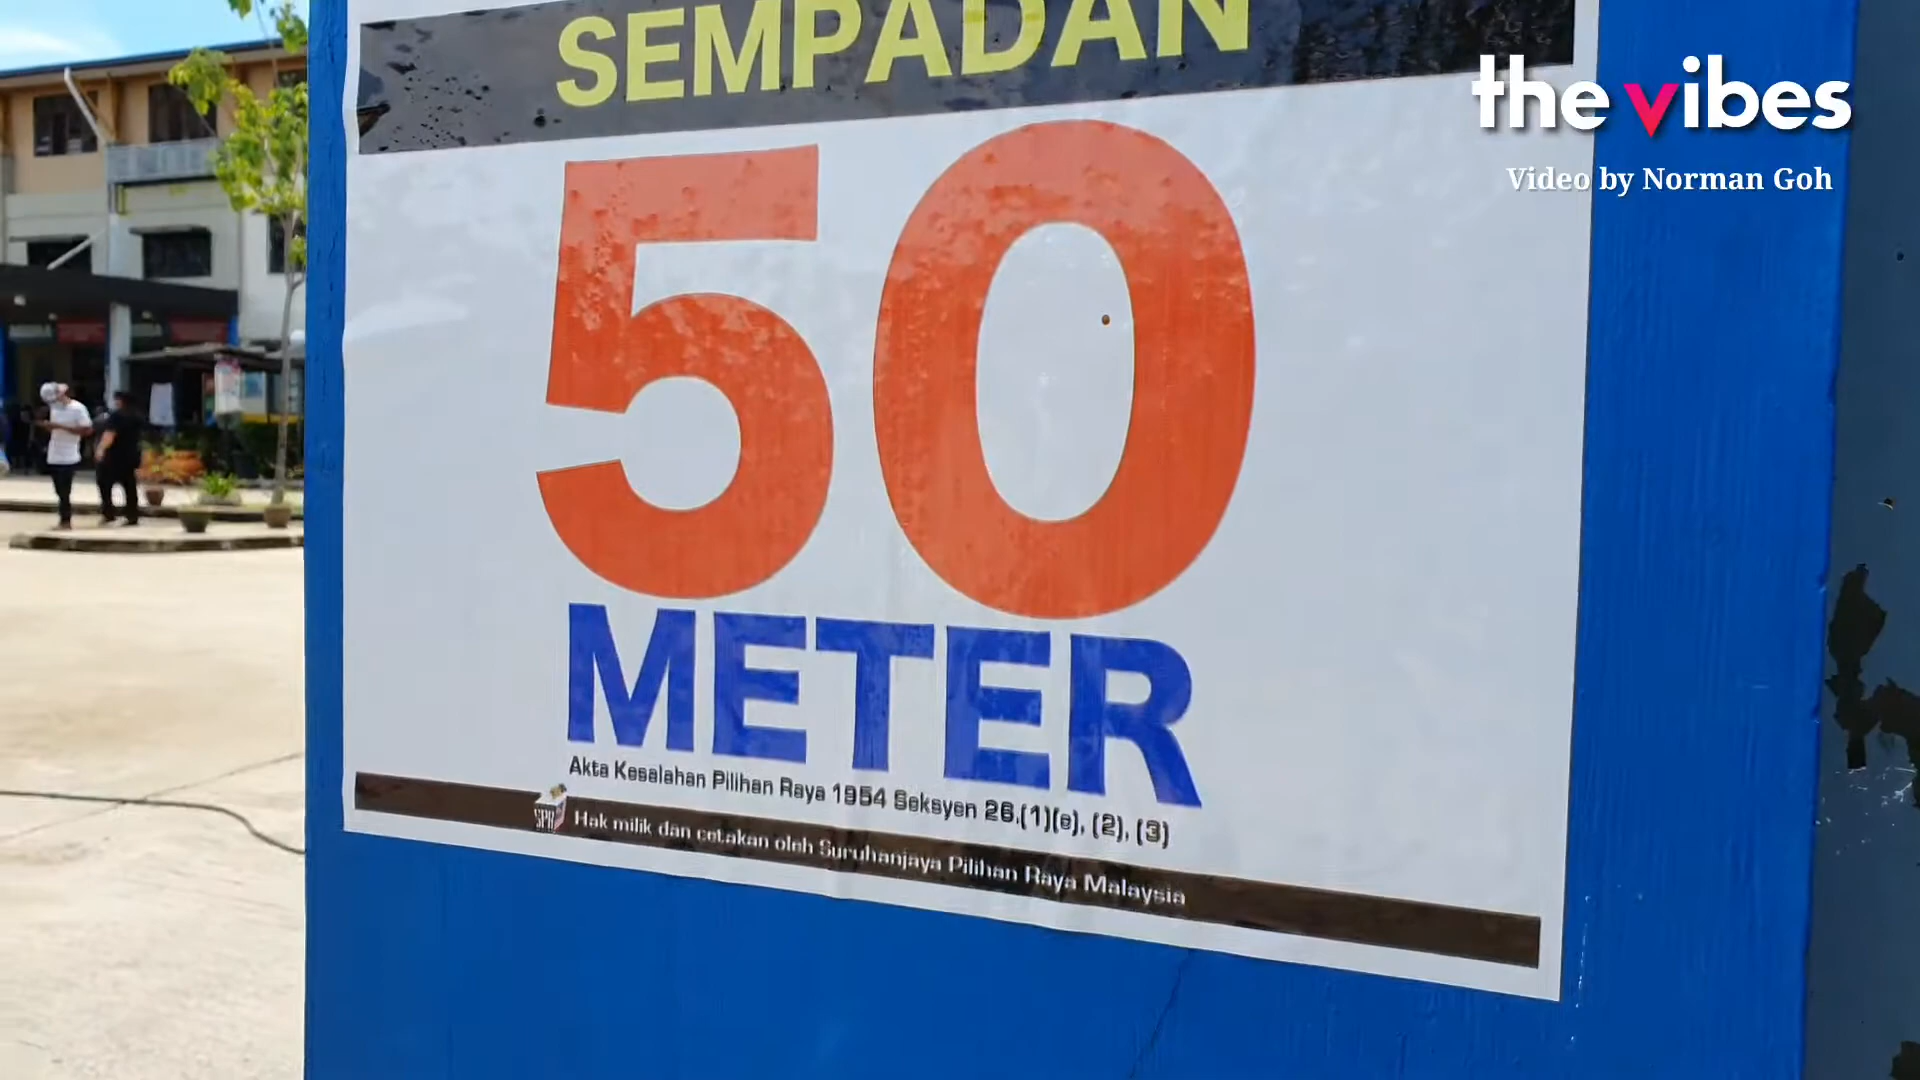 SEMPADAN
the vibes
Video by Norman Goh
50
METER
Akta Kesalahan Pilihan Raya 1954 Seksyen 26.(1)(e), (2), (3)
SPR
Hak milik dan cetakan oleh Suruhanjaya Pilihan Raya Malaysia